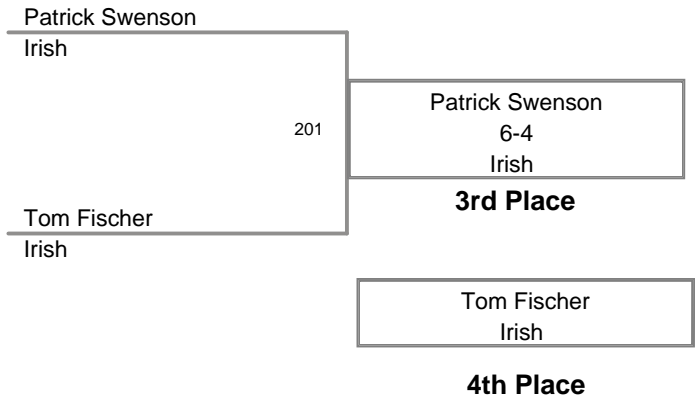 Patrick Swenson
Irish
201
Patrick Swenson
6-4
Irish
3rd Place
Tom Fischer
Irish
Tom Fischer
Irish
4th Place